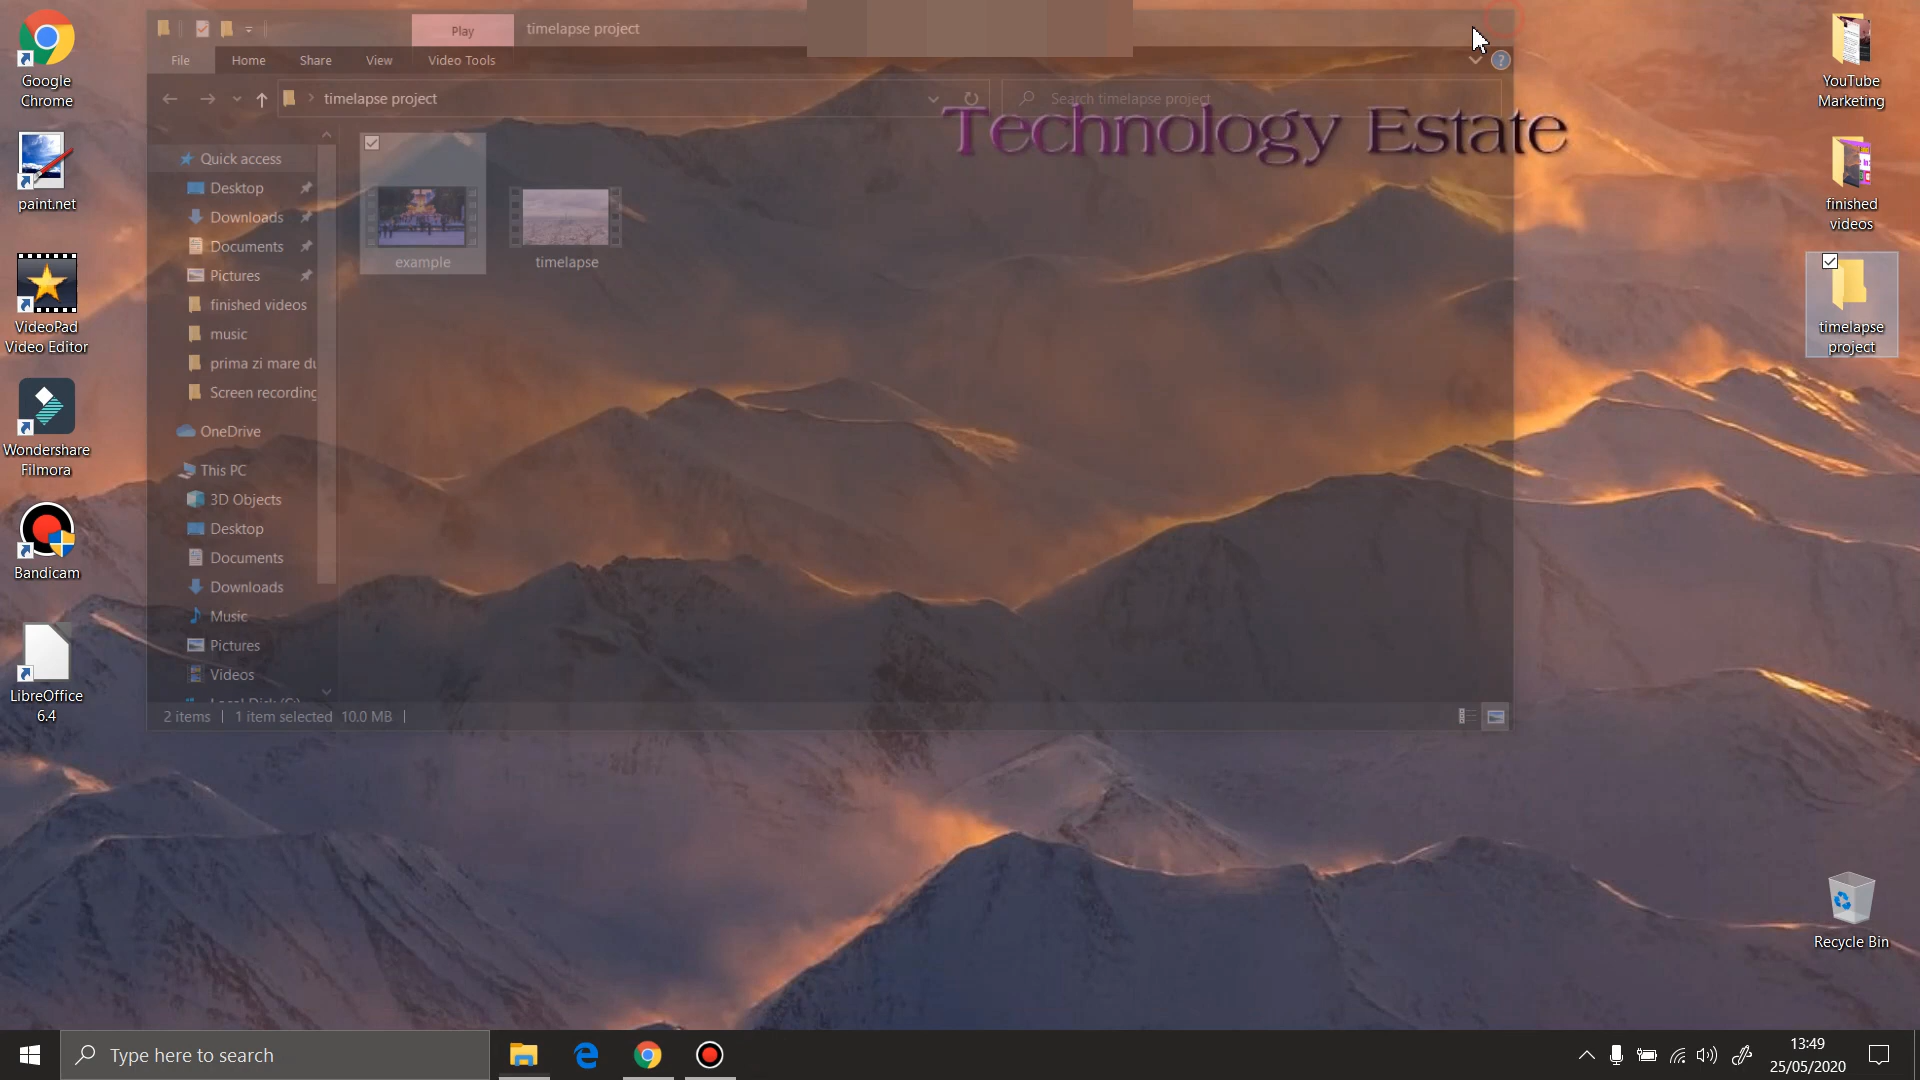 Google
Chrome
paint.net
VideoPad
Video Editor
Wondershare
Filmora
Bandicam
LibreOffice
6.4
Play
timelapse project
File
Home
Share
View
Video Tools
timelapse project
Search timelapse project
Technology Estate
Quick access
Desktop
Downloads
Documents
Pictures
finished videos
music
prima zi mare du
Screen recording
OneDrive
This PC
3D Objects
Desktop
Documents
Downloads
Music
Pictures
Videos
Local Disk (C:)
example
timelapse
2 items
1 item selected 10.0 MB
YouTube
Marketing
finished
videos
timelapse
project
Recycle Bin
Type here to search
13:49
25/05/2020